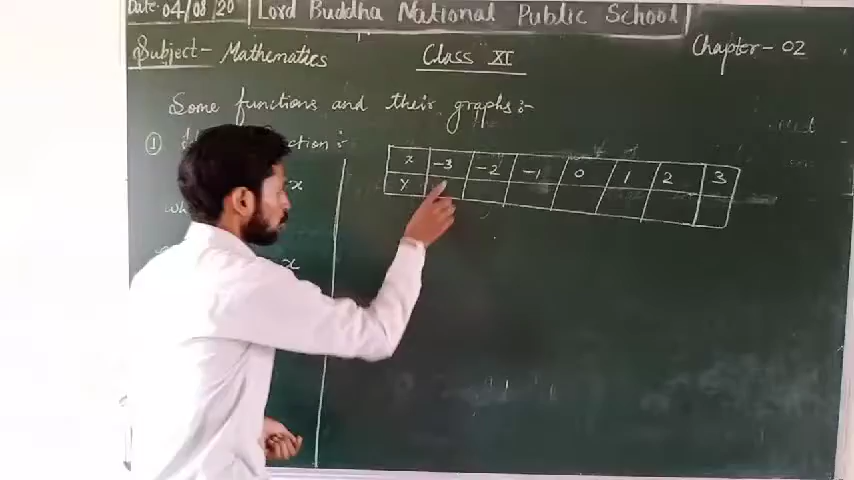 Date: 04/08/20 Lord Buddha National Public School
Subject- Mathematics Class XI Chapter-02
Some functions and their graphs:-
① ction :-
x -3 -2 -1 0 1 2 3
y
x
x